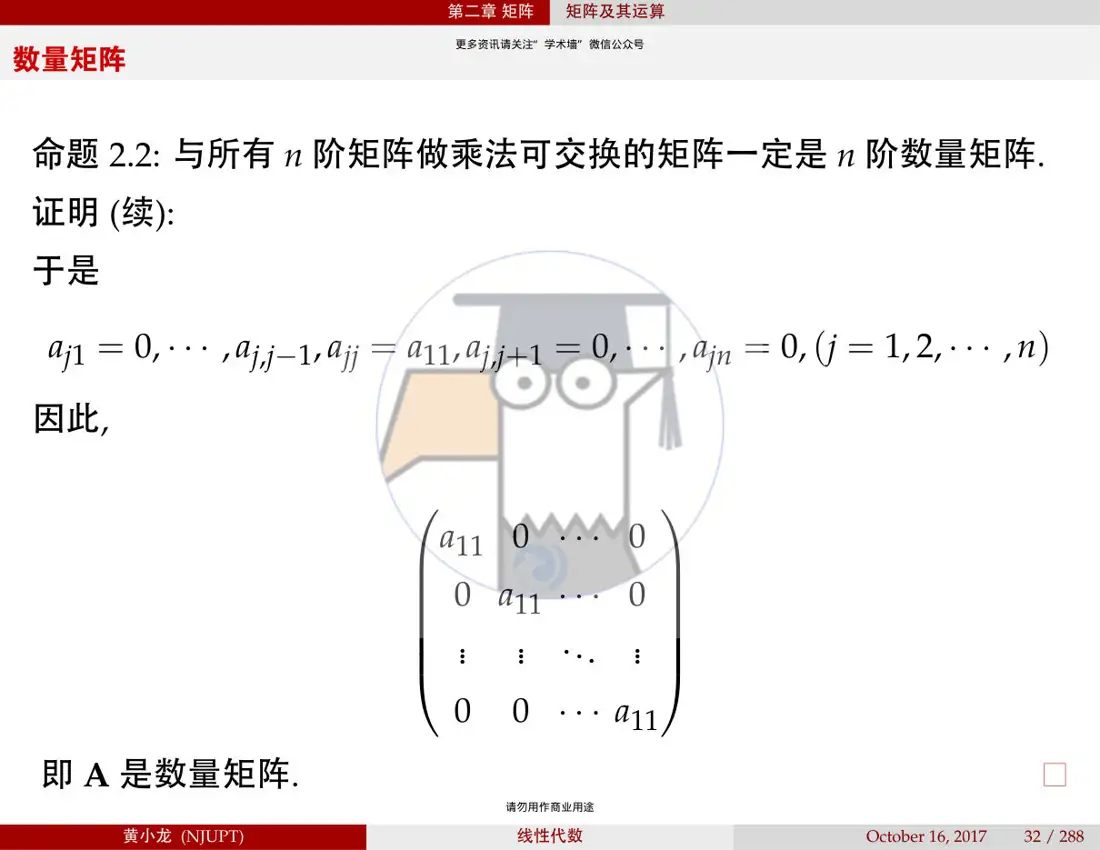 第二章 矩阵 矩阵及其运算
更多资讯请关注“学术墙”微信公众号
数量矩阵
命题 2.2: 与所有 n 阶矩阵做乘法可交换的矩阵一定是 n 阶数量矩阵.
证明 (续):
于是
a_{j1} = 0, ··· , a_{j,j−1}, a_{jj} = a_{11}, a_{j,j+1} = 0, ··· , a_{jn} = 0, (j = 1, 2, ··· , n)
因此,
a_{11} 0 ··· 0
0 a_{11} ··· 0
⋮ ⋮ ⋱ ⋮
0 0 ··· a_{11}
即 A 是数量矩阵. □
请勿用作商业用途
黄小龙 (NJUPT) 线性代数 October 16, 2017 32 / 288